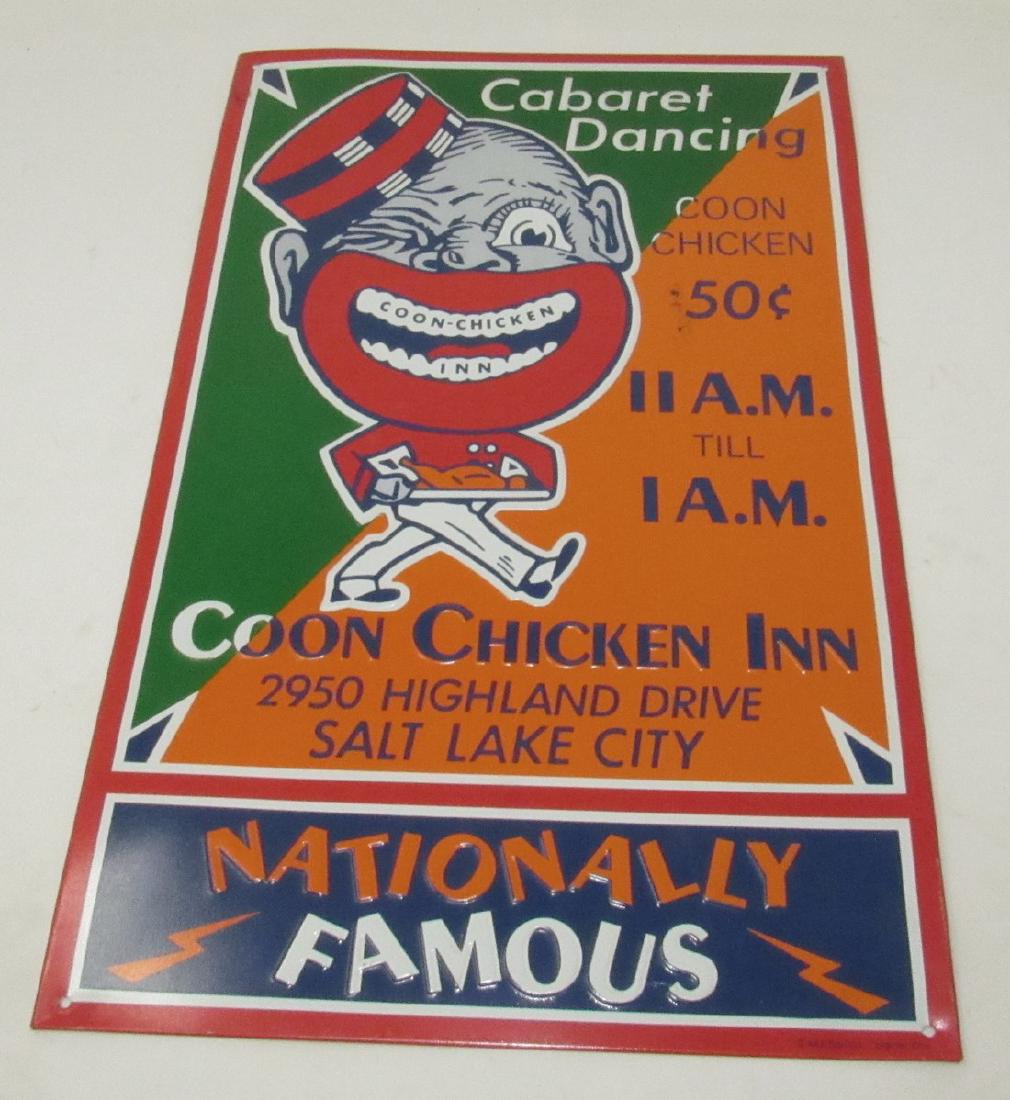 Cabaret
Dancing
COON
CHICKEN
50¢
COON-CHICKEN
INN
11 A.M.
TILL
1 A.M.
COON CHICKEN INN
2950 HIGHLAND DRIVE
SALT LAKE CITY
NATIONALLY
FAMOUS